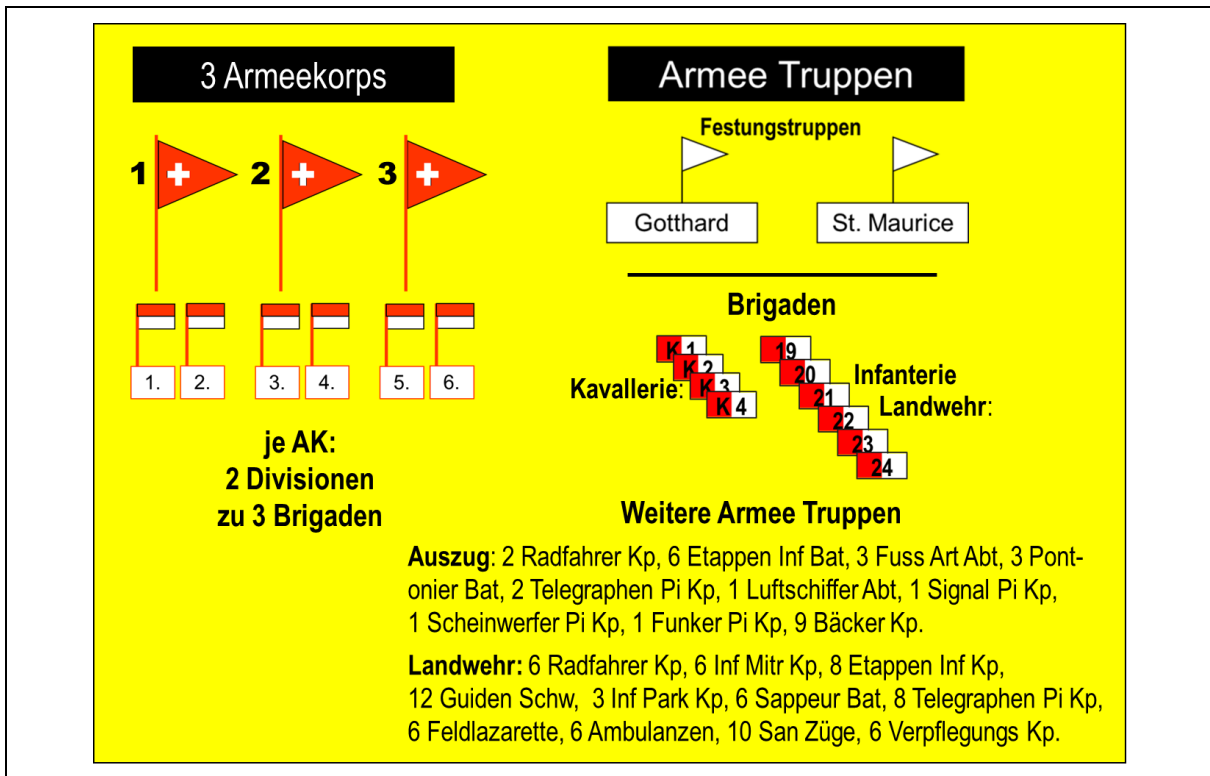 3 Armeekorps
1 2 3
1. 2. 3. 4. 5. 6.
je AK:
2 Divisionen
zu 3 Brigaden
Armee Truppen
Festungstruppen
Gotthard St. Maurice
Brigaden
Kavallerie:
K 1
K 2
K 3
K 4
19
20
21
22
23
24
Infanterie
Landwehr:
Weitere Armee Truppen
Auszug: 2 Radfahrer Kp, 6 Etappen Inf Bat, 3 Fuss Art Abt, 3 Pont-
onier Bat, 2 Telegraphen Pi Kp, 1 Luftschiffer Abt, 1 Signal Pi Kp,
1 Scheinwerfer Pi Kp, 1 Funker Pi Kp, 9 Bäcker Kp.
Landwehr: 6 Radfahrer Kp, 6 Inf Mitr Kp, 8 Etappen Inf Kp,
12 Guiden Schw, 3 Inf Park Kp, 6 Sappeur Bat, 8 Telegraphen Pi Kp,
6 Feldlazarette, 6 Ambulanzen, 10 San Züge, 6 Verpflegungs Kp.